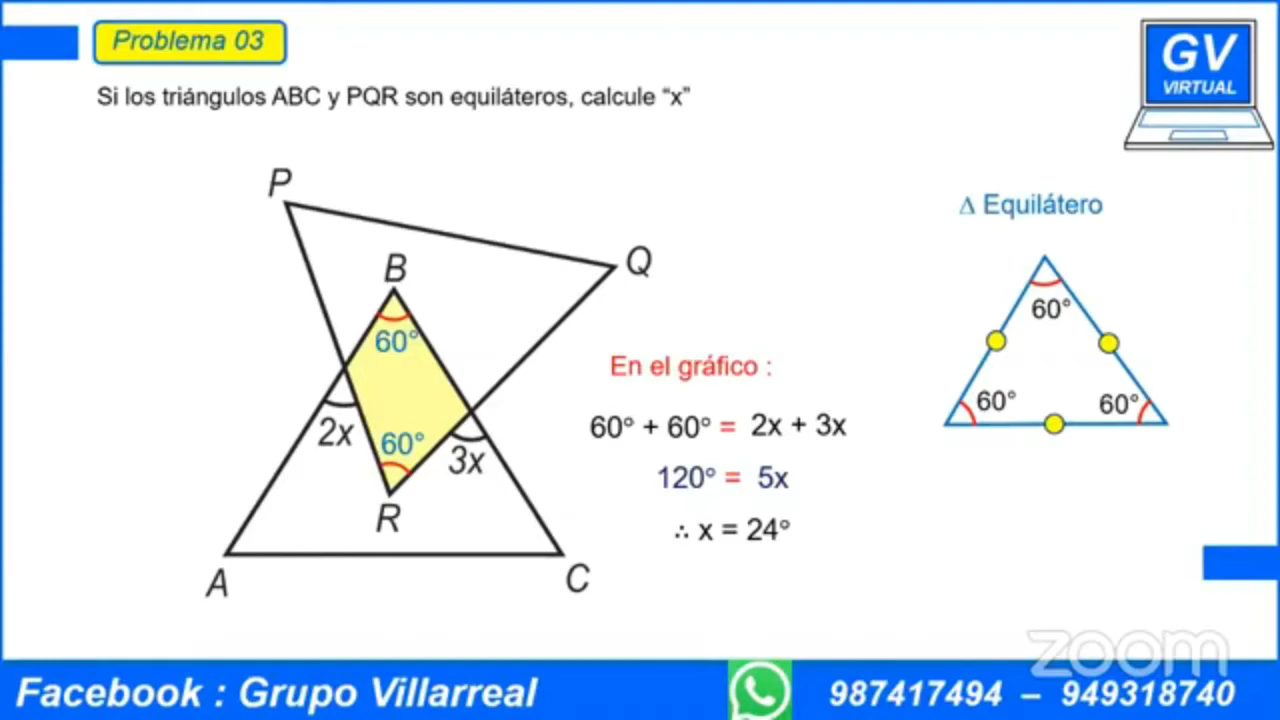 Problema 03
GV
VIRTUAL
Si los triángulos ABC y PQR son equiláteros, calcule “x”
P
Q
B
60°
2x
60°
3x
R
A
C
En el gráfico :
60° + 60° = 2x + 3x
120° = 5x
∴ x = 24°
Δ Equilátero
60°
60°
60°
zoom
Facebook : Grupo Villarreal
987417494 – 949318740